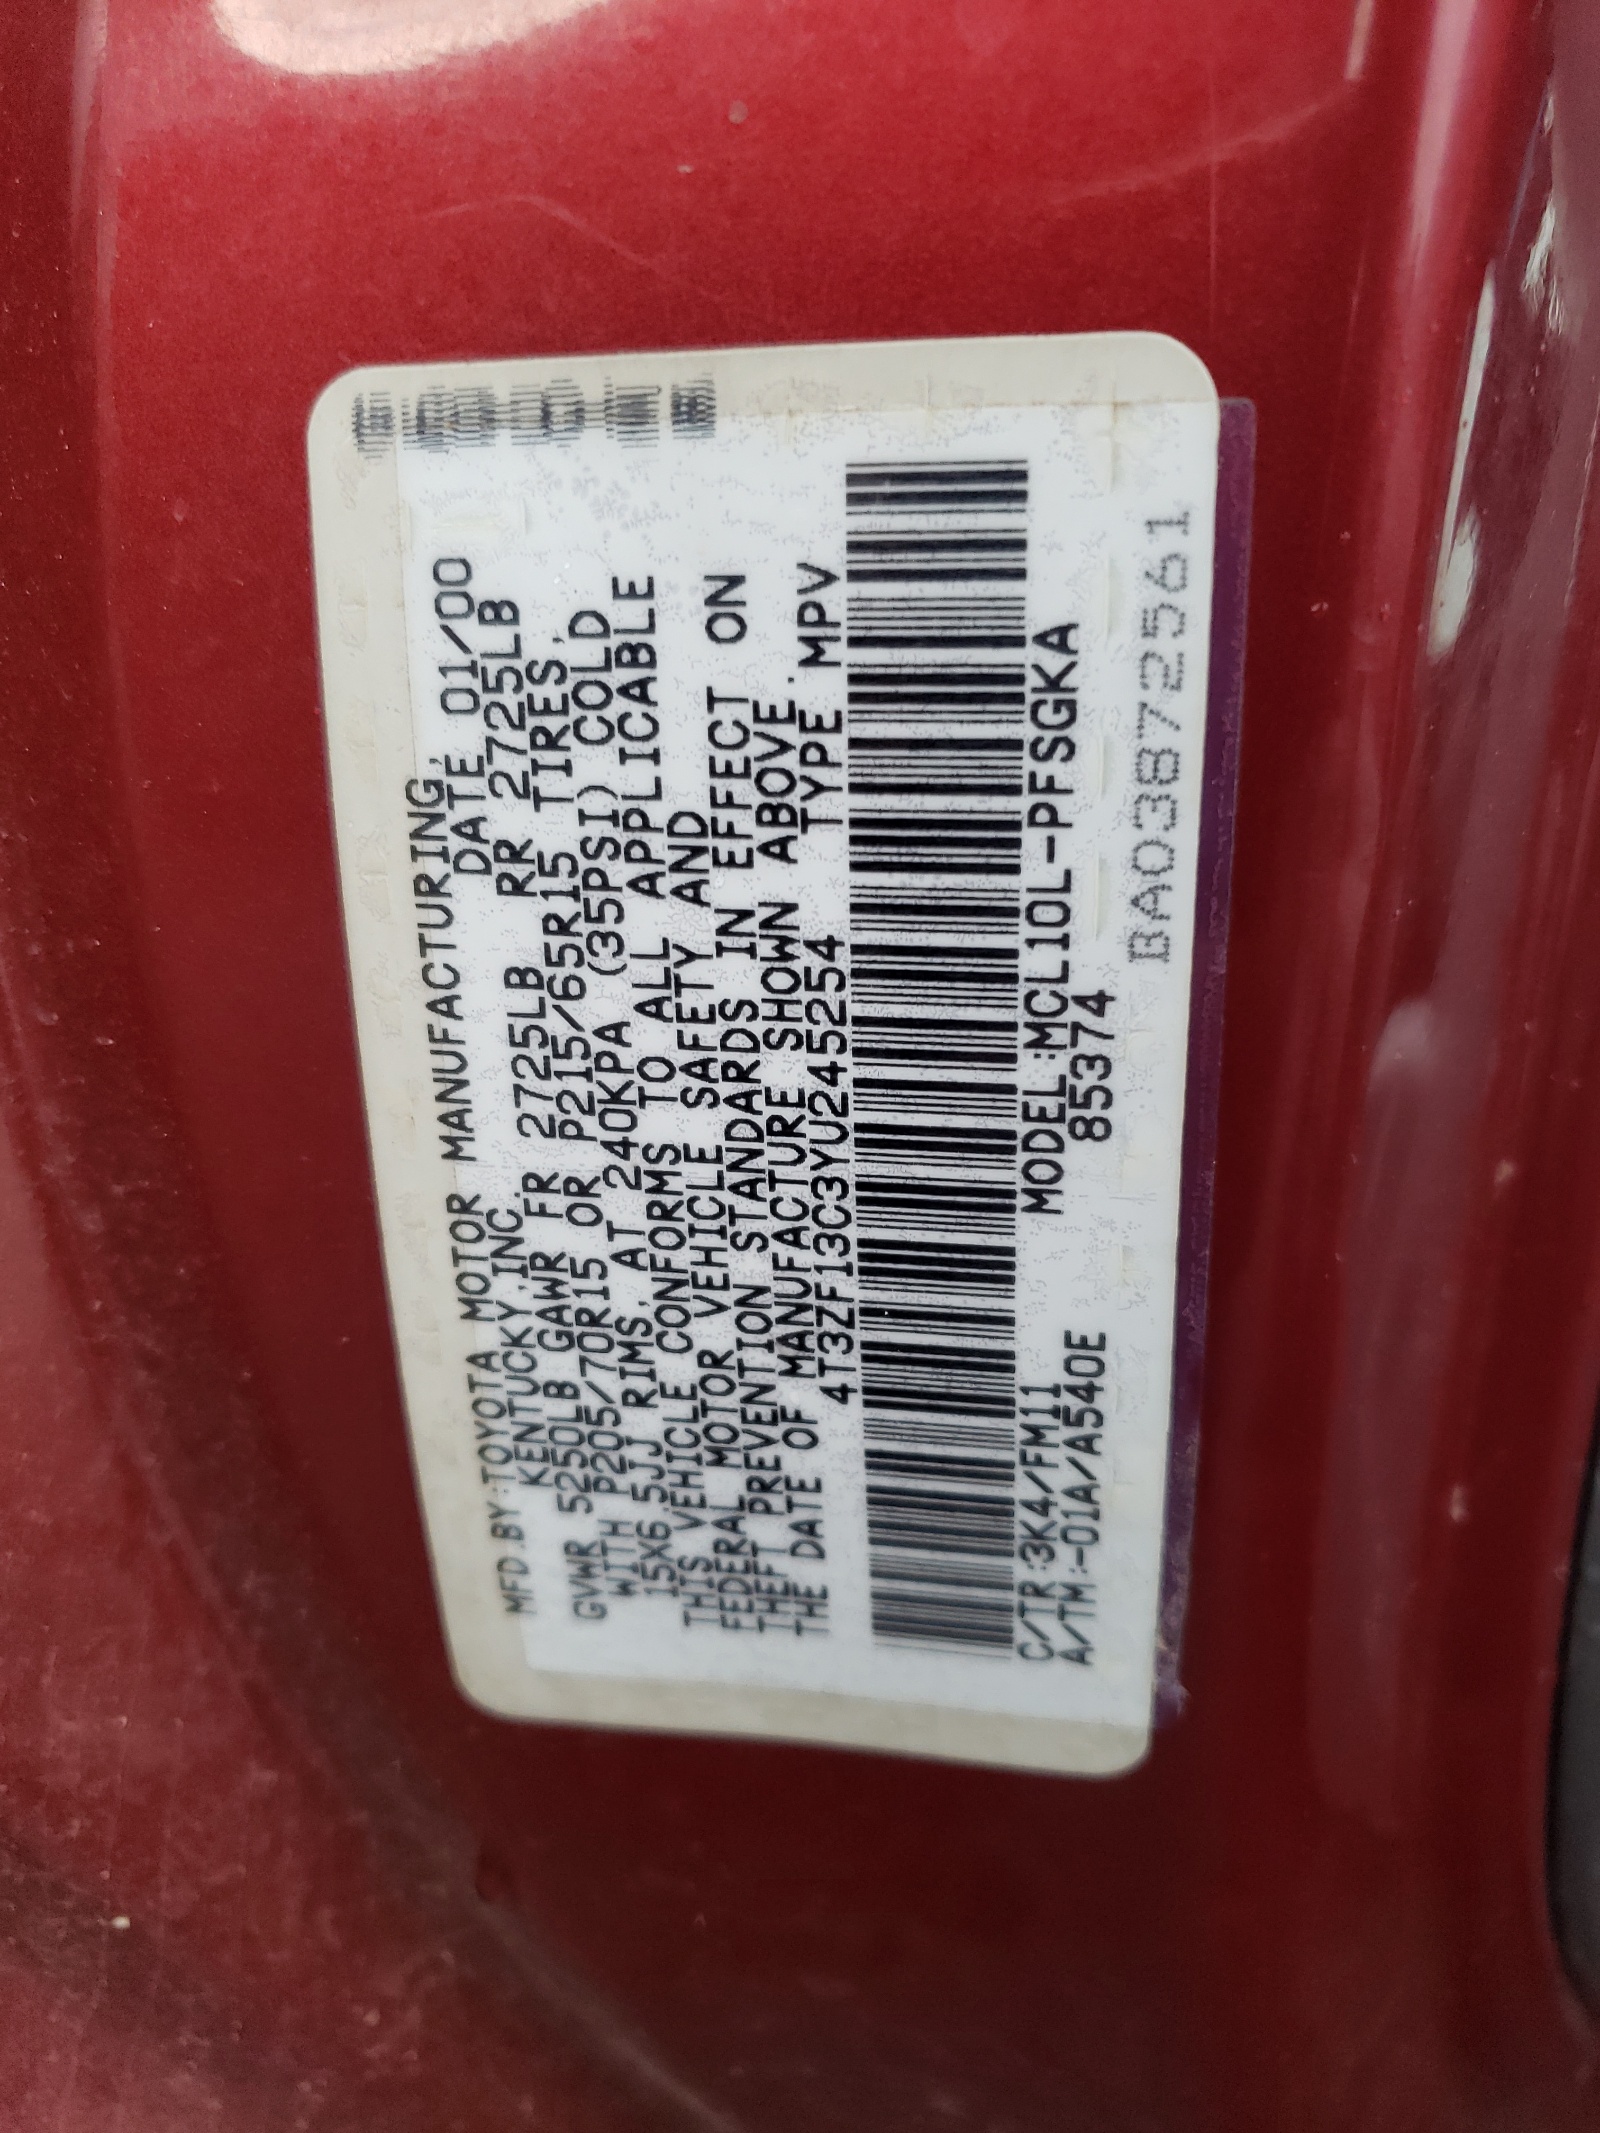 MFD.BY:TOYOTA MOTOR MANUFACTURING,
KENTUCKY,INC. DATE 01/00
GVWR 5250LB GAWR FR 2725LB RR 2725LB
WITH P205/70R15 OR P215/65R15 TIRES,
15X6.5JJ RIMS, AT 240KPA (35PSI) COLD
THIS VEHICLE CONFORMS TO ALL APPLICABLE
FEDERAL MOTOR VEHICLE SAFETY AND
THEFT PREVENTION STANDARDS IN EFFECT ON
THE DATE OF MANUFACTURE SHOWN ABOVE.
4T3ZF13C3YU245254 TYPE MPV
C/TR:3K4/FM11 MODEL:MCL10L-PFSGKA
A/TM:-01A/A540E 85374
BA03872561